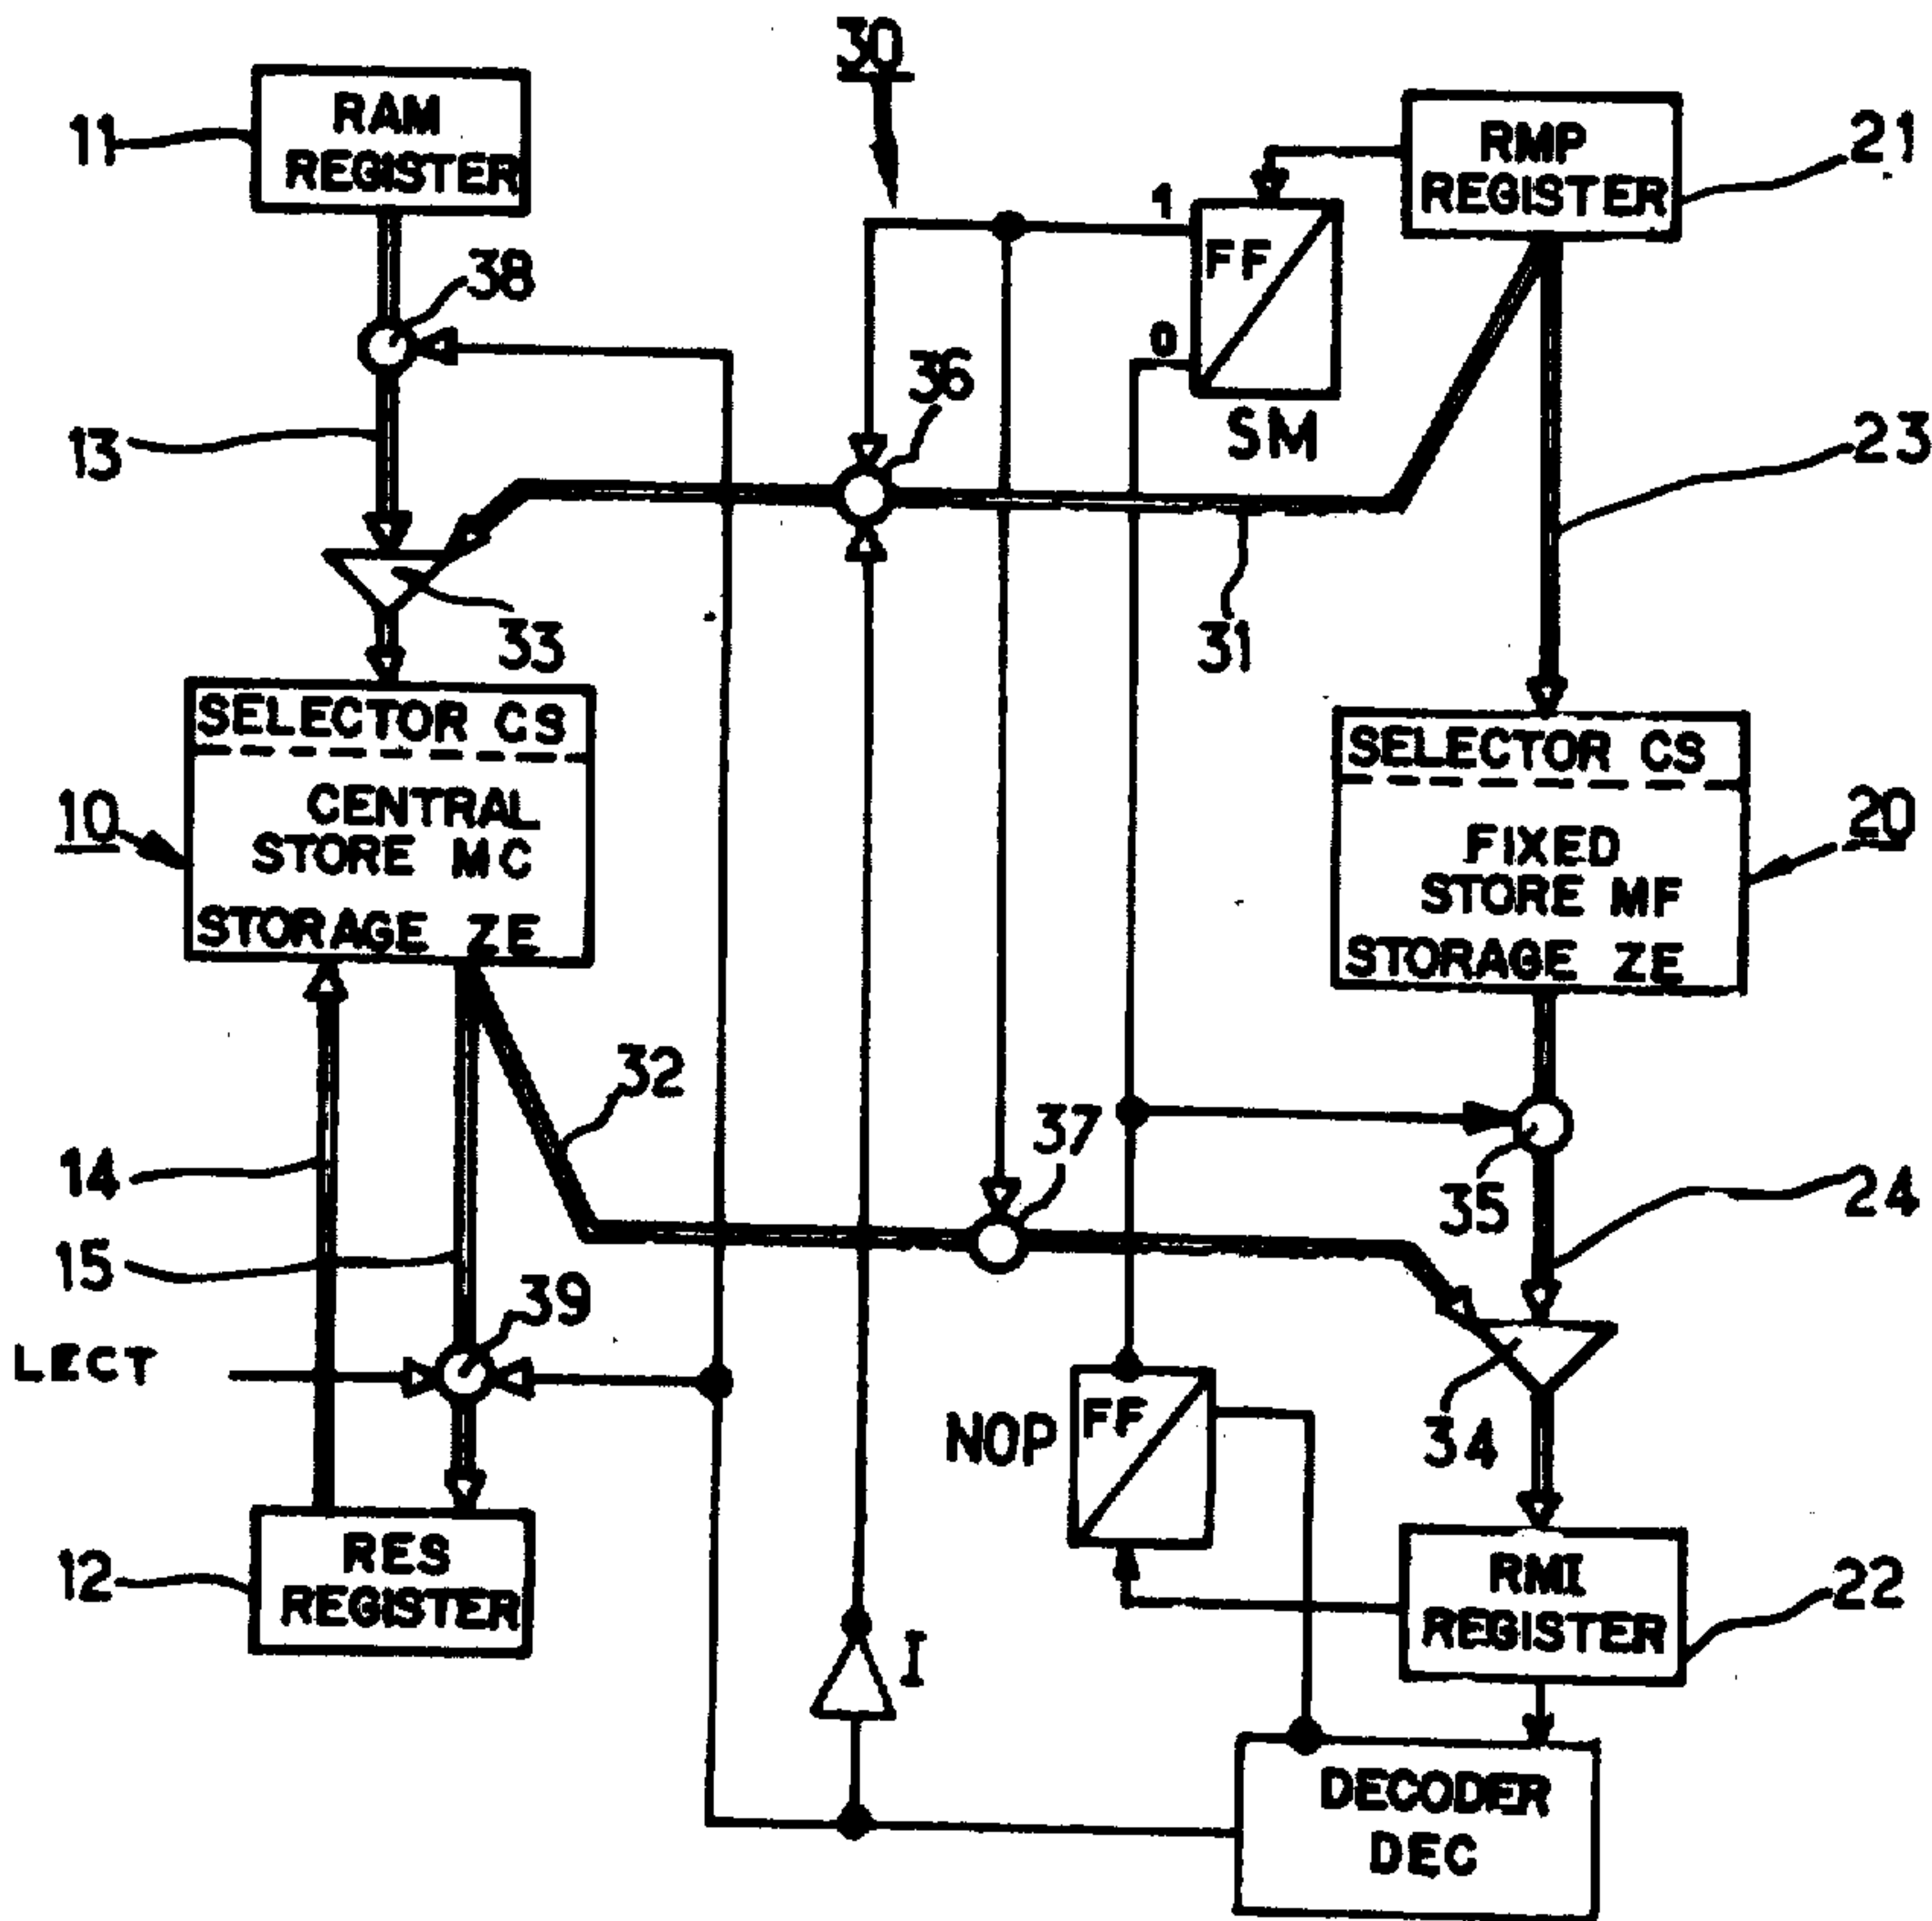 30
RAM
REGISTER
11
RMP
REGISTER
21
1
FF
38
0
36
SM
13
23
33
31
SELECTOR CS
CENTRAL
STORE MC
STORAGE ZE
10
SELECTOR CS
FIXED
STORE MF
STORAGE ZE
20
32
37
14
35
24
15
39
LECT
NOP
FF
34
RES
REGISTER
12
RMI
REGISTER
22
I
DECODER
DEC